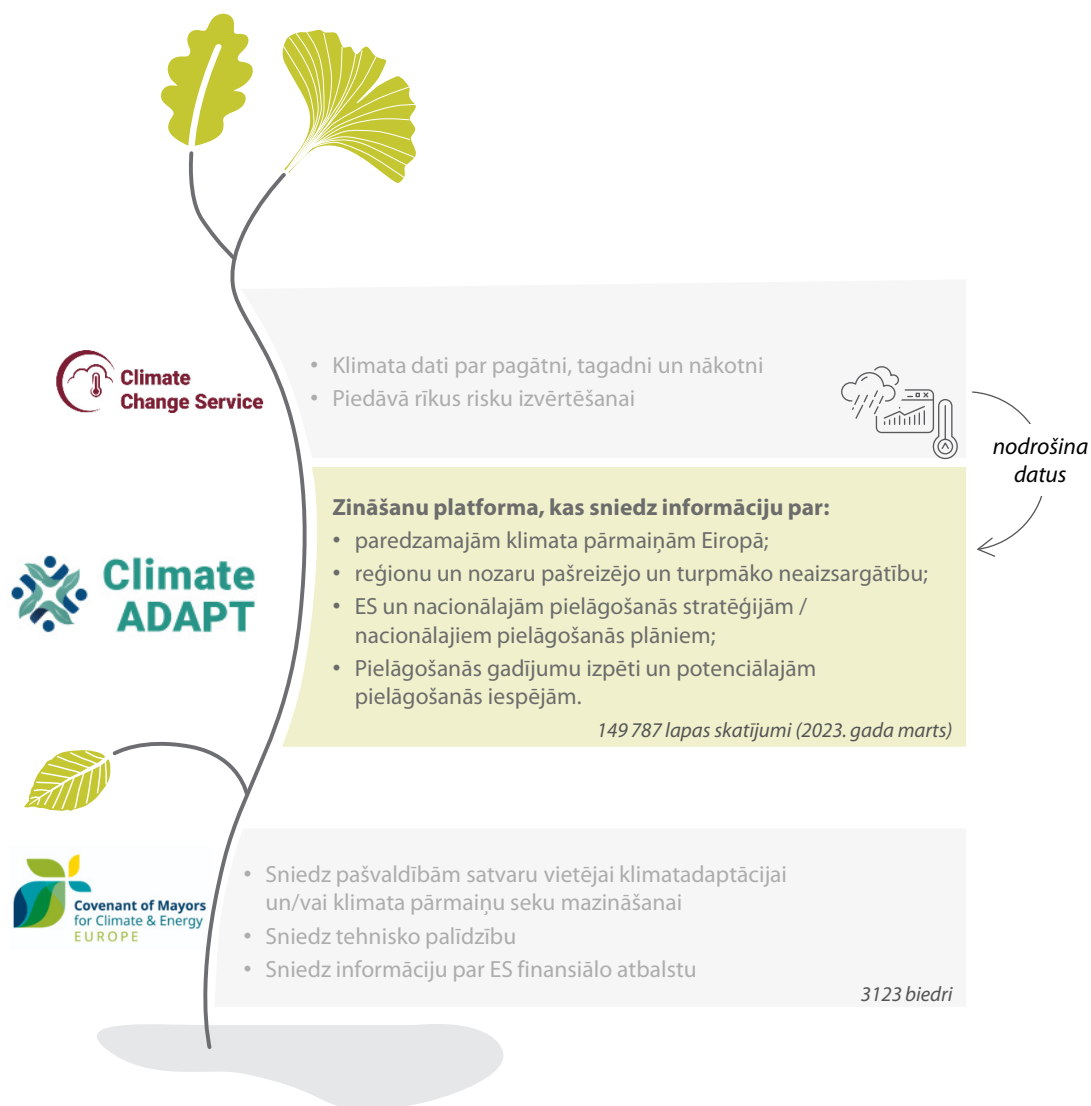 Climate
Change Service
• Klimata dati par pagātni, tagadni un nākotni
• Piedāvā rīkus risku izvērtēšanai
nodrošina
datus
Climate
ADAPT
Zināšanu platforma, kas sniedz informāciju par:
• paredzamajām klimata pārmaiņām Eiropā;
• reģionu un nozaru pašreizējo un turpmāko neaizsargātību;
• ES un nacionālajām pielāgošanās stratēģijām /
nacionālajiem pielāgošanās plāniem;
• Pielāgošanās gadījumu izpēti un potenciālajām
pielāgošanās iespējām.
149 787 lapas skatījumi (2023. gada marts)
Covenant of Mayors
for Climate & Energy
EUROPE
• Sniedz pašvaldībām satvaru vietējai klimatadaptācijai
un/vai klimata pārmaiņu seku mazināšanai
• Sniedz tehnisko palīdzību
• Sniedz informāciju par ES finansiālo atbalstu
3123 biedri